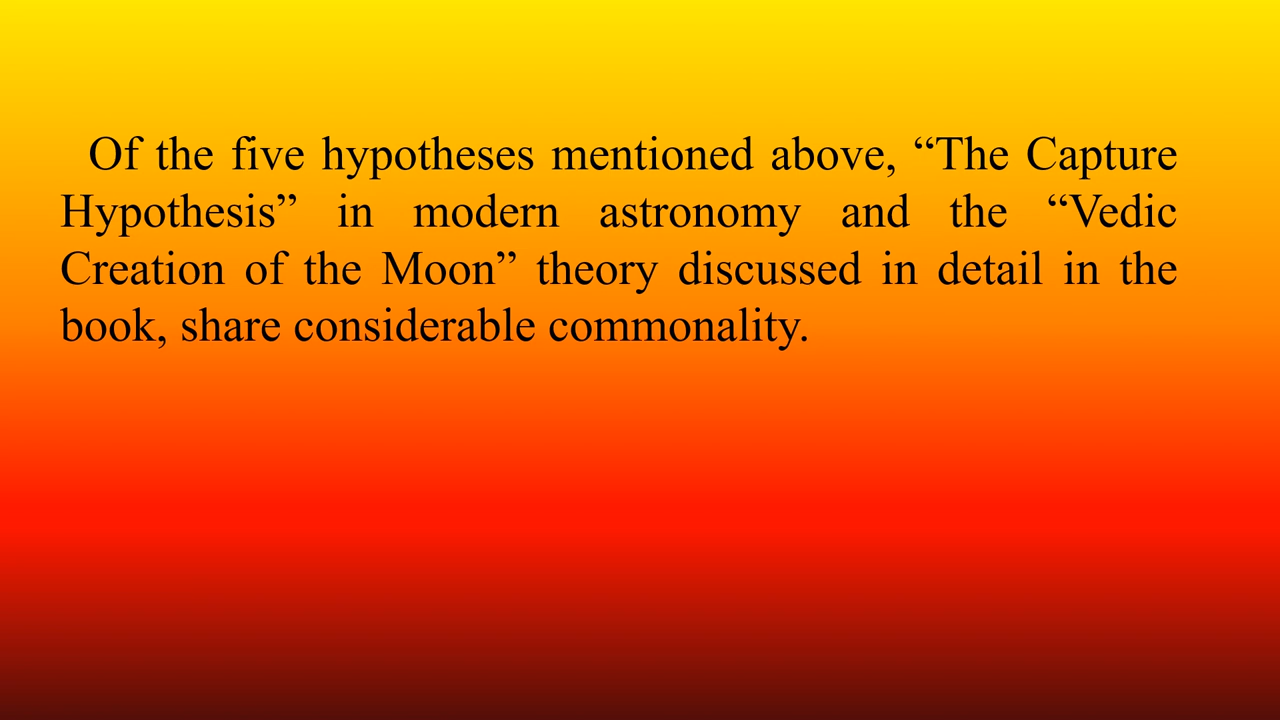 Of the five hypotheses mentioned above, “The Capture
Hypothesis” in modern astronomy and the “Vedic
Creation of the Moon” theory discussed in detail in the
book, share considerable commonality.